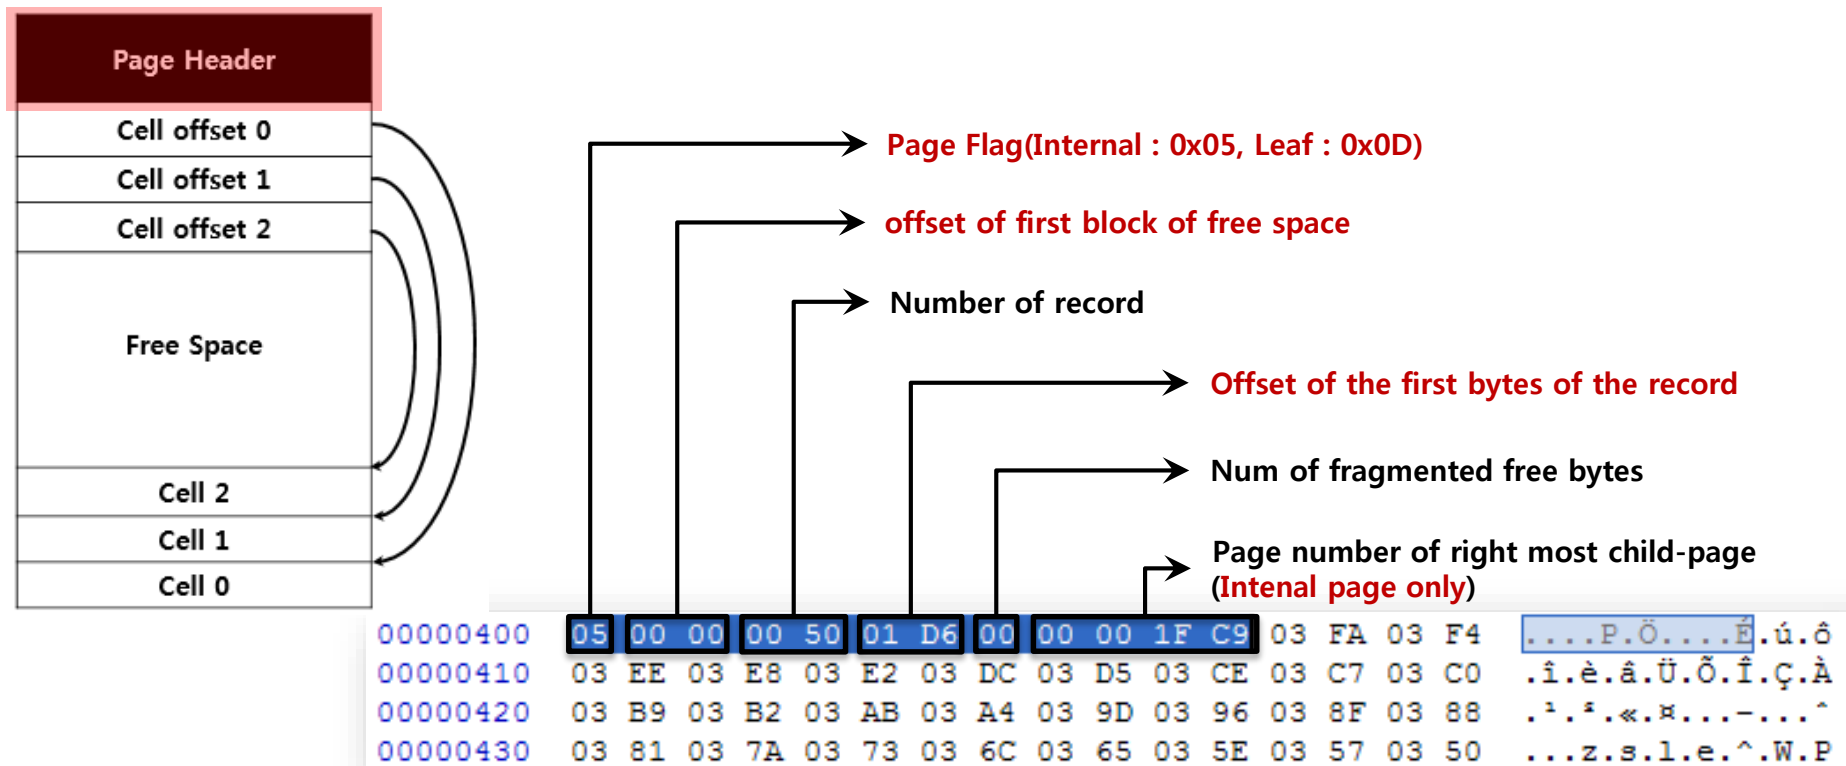 Page Header
Cell offset 0
Cell offset 1
Cell offset 2
Free Space
Cell 2
Cell 1
Cell 0
Page Flag(Internal : 0x05, Leaf : 0x0D)
offset of first block of free space
Number of record
Offset of the first bytes of the record
Num of fragmented free bytes
Page number of right most child-page
(Intenal page only)
00000400 05 00 00 00 50 01 D6 00 00 00 1F C9 03 FA 03 F4 ....P.Ö....É.ú.ô
00000410 03 EE 03 E8 03 E2 03 DC 03 D5 03 CE 03 C7 03 C0 .î.è.â.Ü.Õ.Î.Ç.À
00000420 03 B9 03 B2 03 AB 03 A4 03 9D 03 96 03 8F 03 88 .¹.².«.¤...–...ˆ
00000430 03 81 03 7A 03 73 03 6C 03 65 03 5E 03 57 03 50 ...z.s.l.e.^.W.P